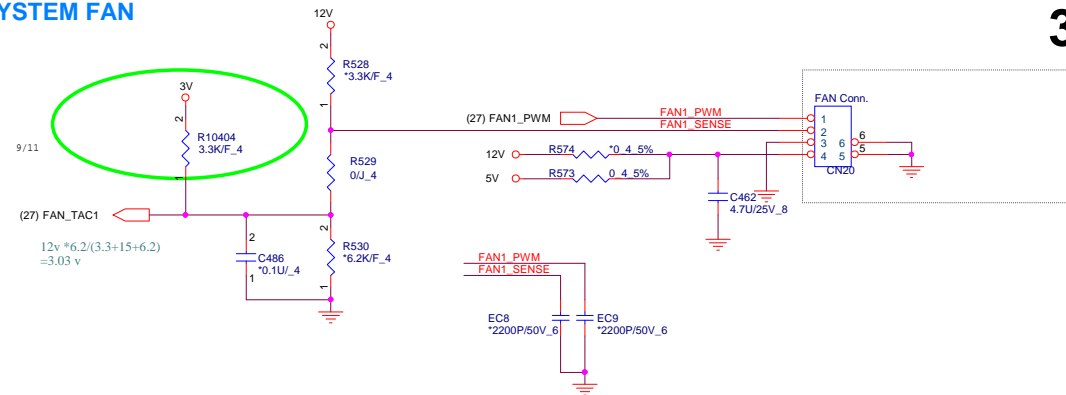 YSTEM FAN
3
12V
2
R528
*3.3K/F_4
1
3V
2
R10404
3.3K/F_4
1
9/11
FAN Conn.
(27) FAN1_PWM
FAN1_PWM
FAN1_SENSE
1
2
3
4
6
5
6
5
CN20
R529
0/J_4
12V
R574
*0_4_5%
5V
R573
0_4_5%
C462
4.7U/25V_8
(27) FAN_TAC1
12v *6.2/(3.3+15+6.2)
=3.03 v
2
C486
*0.1U/_4
1
2
R530
*6.2K/F_4
1
FAN1_PWM
FAN1_SENSE
EC8
*2200P/50V_6
EC9
*2200P/50V_6